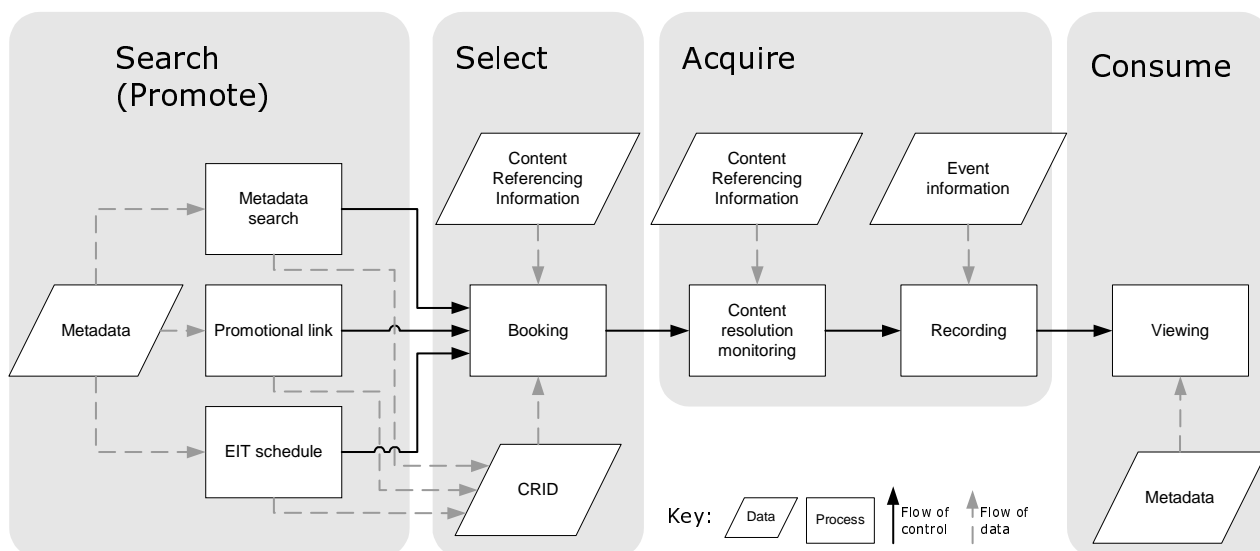 Search
(Promote)
Select
Acquire
Consume
Content
Referencing
Information
Content
Referencing
Information
Event
information
Metadada
search
Metadata
Promotional link
Booking
Content
resolution
monitoring
Recording
Viewing
EIT schedule
CRID
Metadata
Key:
Data
Process
Flow of
control
Flow of
data